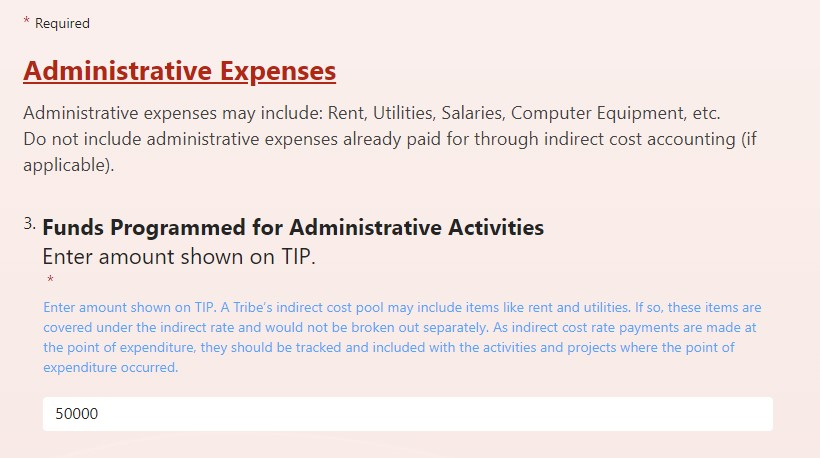 * Required
Administrative Expenses
Administrative expenses may include: Rent, Utilities, Salaries, Computer Equipment, etc.
Do not include administrative expenses already paid for through indirect cost accounting (if
applicable).
3. Funds Programmed for Administrative Activities
Enter amount shown on TIP.
*
Enter amount shown on TIP. A Tribe's indirect cost pool may include items like rent and utilities. If so, these items are
covered under the indirect rate and would not be broken out separately. As indirect cost rate payments are made at
the point of expenditure, they should be tracked and included with the activities and projects where the point of
expenditure occurred.
50000